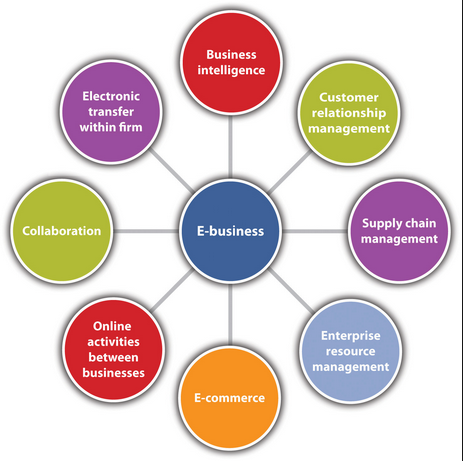 Business
intelligence
Customer
relationship
management
Supply chain
management
Enterprise
resource
management
E-commerce
Online
activities
between
businesses
Collaboration
Electronic
transfer
within firm
E-business